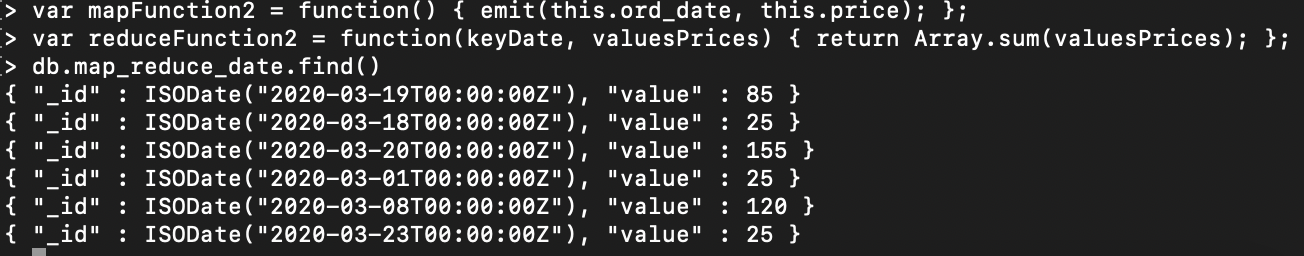 > var mapFunction2 = function() { emit(this.ord_date, this.price); };
> var reduceFunction2 = function(keyDate, valuesPrices) { return Array.sum(valuesPrices); };
> db.map_reduce_date.find()
{ "_id" : ISODate("2020-03-19T00:00:00Z"), "value" : 85 }
{ "_id" : ISODate("2020-03-18T00:00:00Z"), "value" : 25 }
{ "_id" : ISODate("2020-03-20T00:00:00Z"), "value" : 155 }
{ "_id" : ISODate("2020-03-01T00:00:00Z"), "value" : 25 }
{ "_id" : ISODate("2020-03-08T00:00:00Z"), "value" : 120 }
{ "_id" : ISODate("2020-03-23T00:00:00Z"), "value" : 25 }